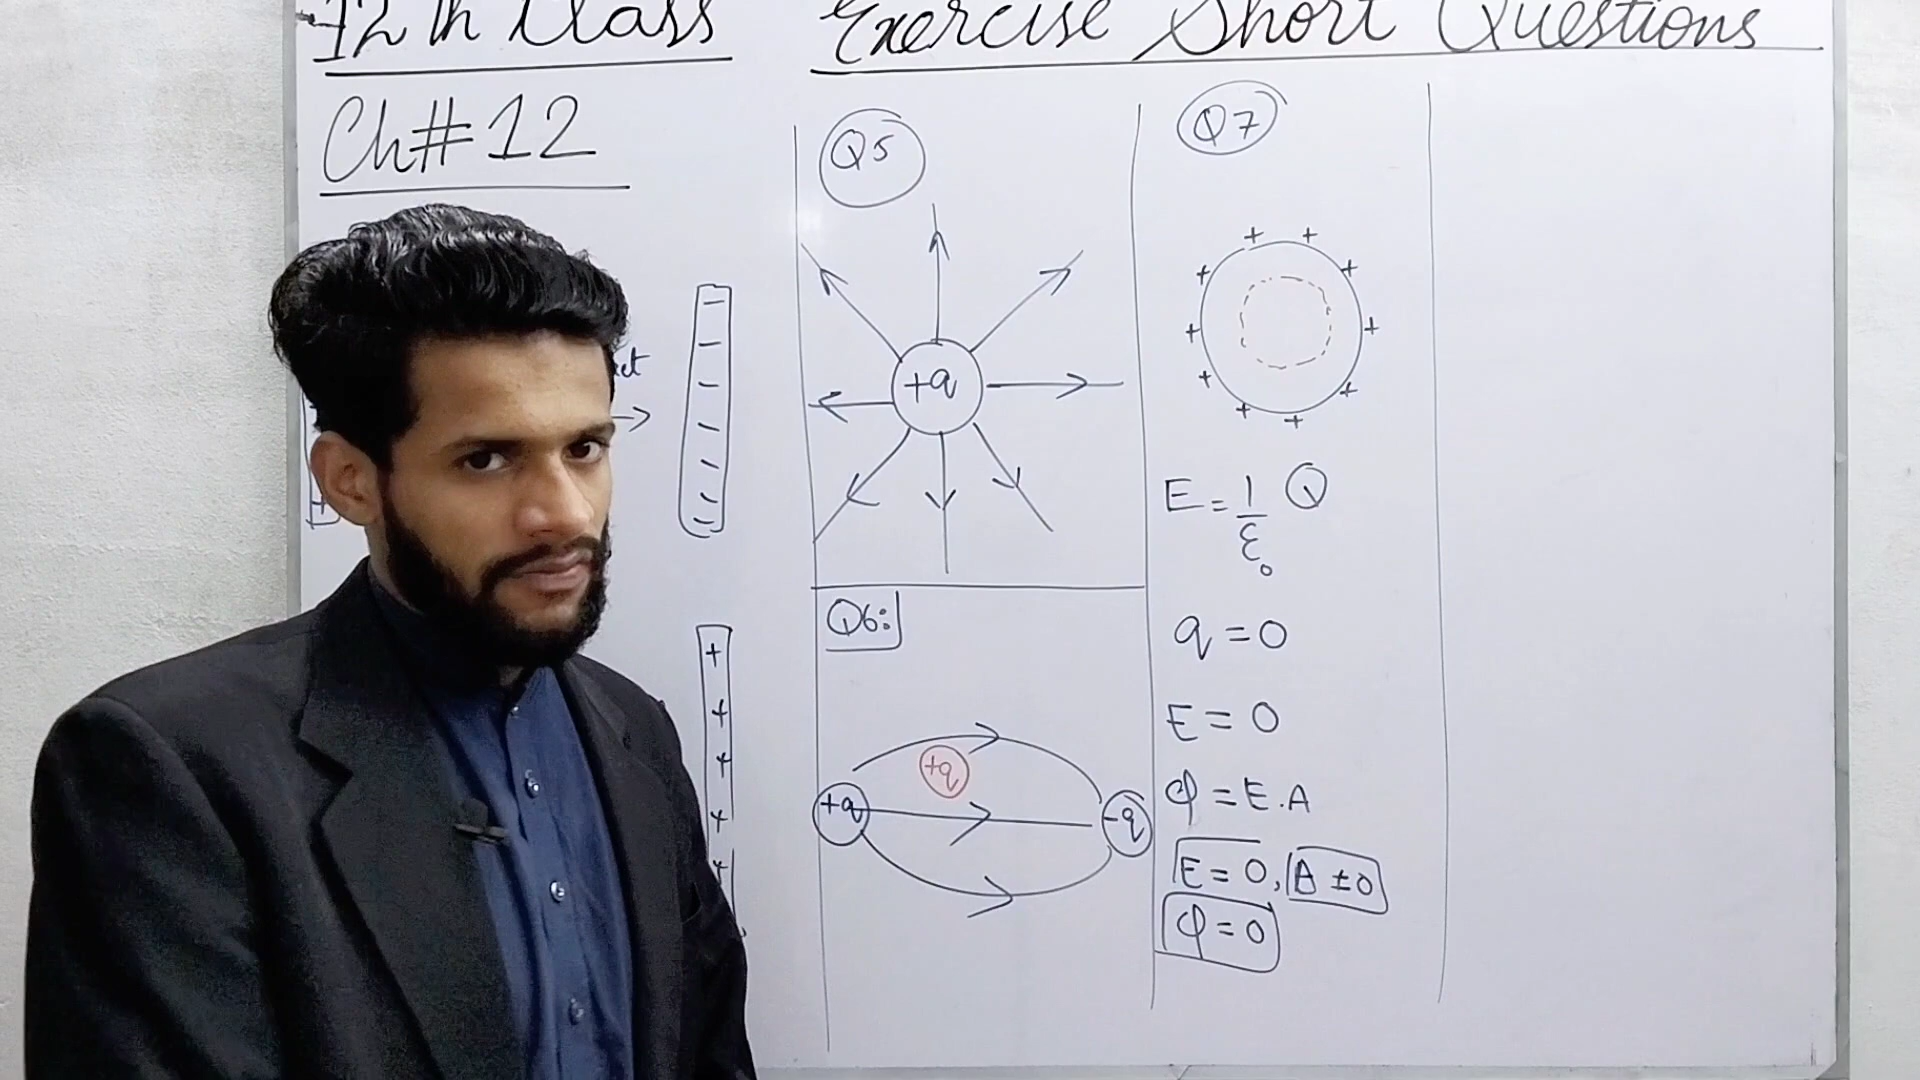 12th Class Exercise Short Questions
Ch#12
Q5
+q
Q6:
+q
+q
-q
Q7
E = 1/ε₀ Q
q = 0
E = 0
φ = E.A
E = 0, A ≠ 0
φ = 0